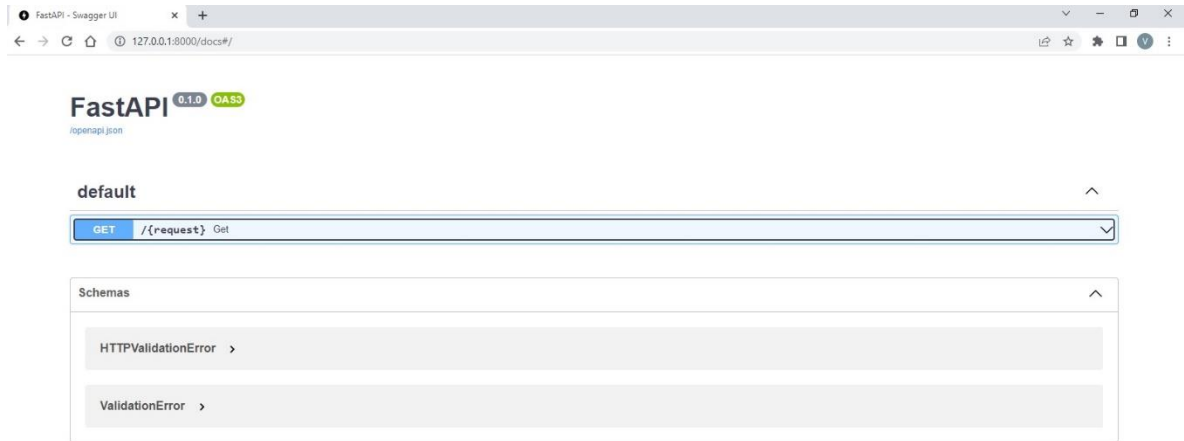 FastAPI - Swagger UI
127.0.0.1:8000/docs#/
V
FastAPI 0.1.0 OAS3
/openapi.json
default
GET /{request} Get
Schemas
HTTPValidationError
ValidationError